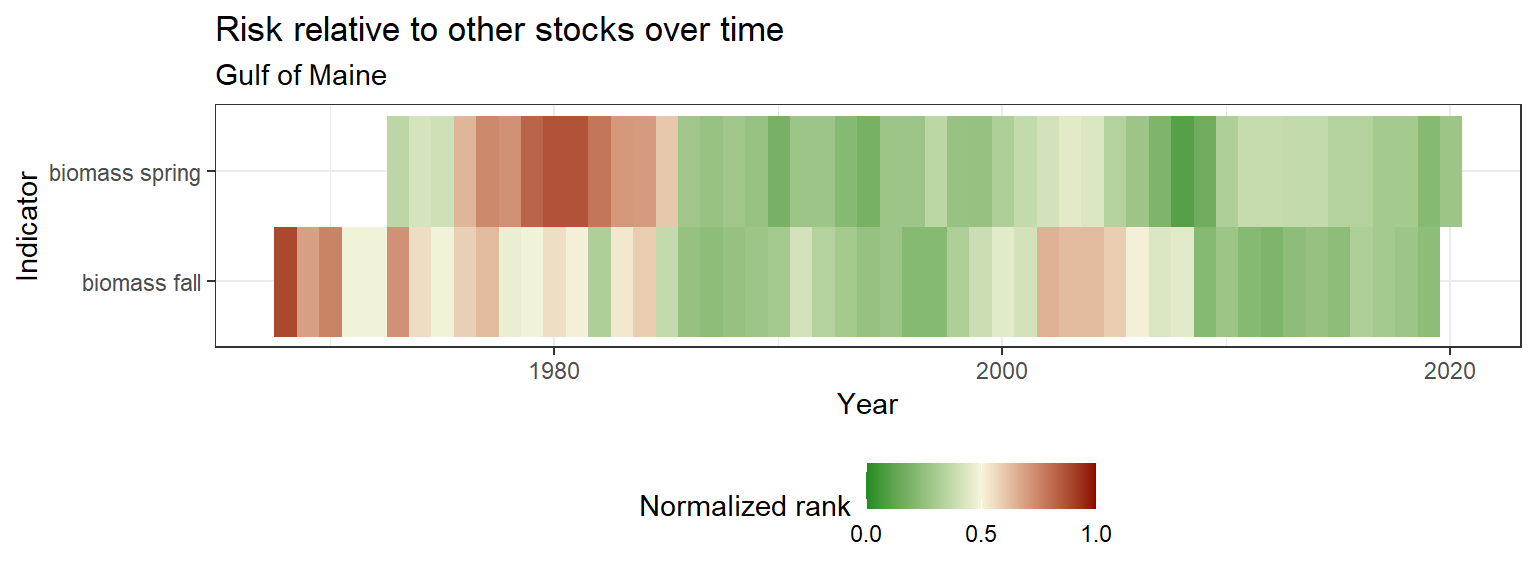 Risk relative to other stocks over time
Gulf of Maine
Indicator
biomass spring
biomass fall
1980 2000 2020
Year
Normalized rank
0.0 0.5 1.0